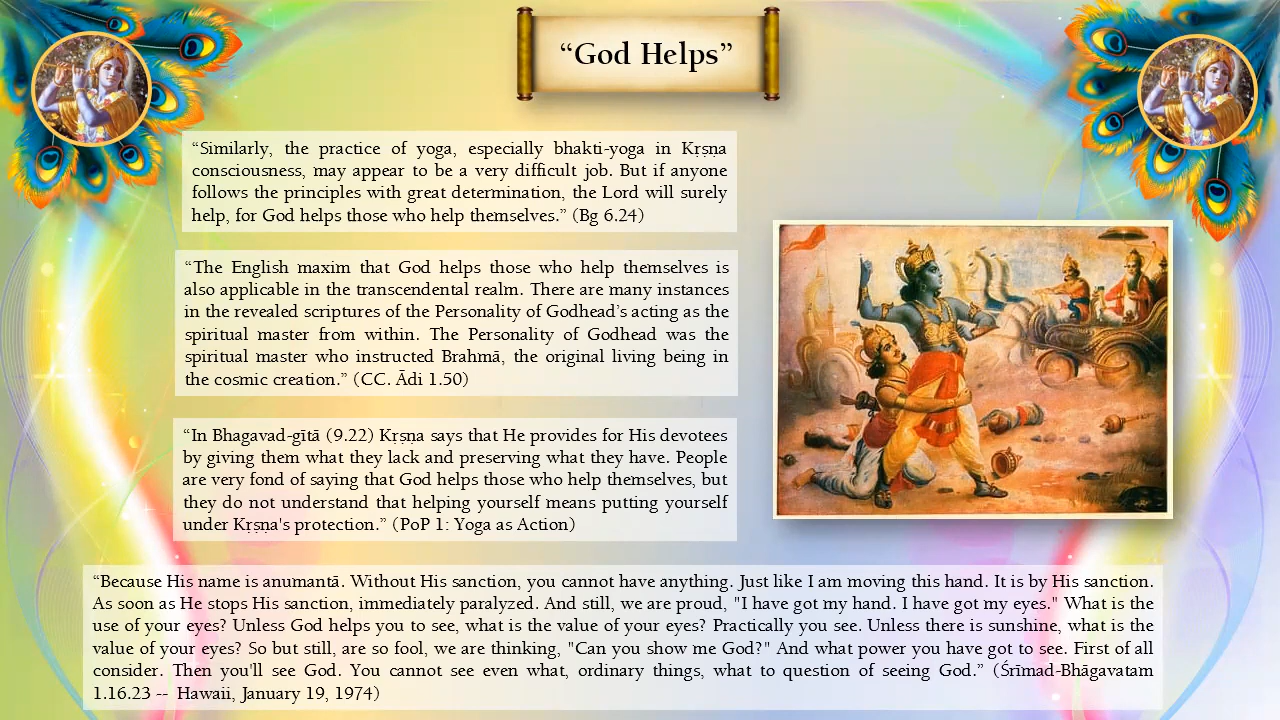 “God Helps”
“Similarly, the practice of yoga, especially bhakti-yoga in Kṛṣṇa
consciousness, may appear to be a very difficult job. But if anyone
follows the principles with great determination, the Lord will surely
help, for God helps those who help themselves.” (Bg 6.24)
“The English maxim that God helps those who help themselves is
also applicable in the transcendental realm. There are many instances
in the revealed scriptures of the Personality of Godhead’s acting as the
spiritual master from within. The Personality of Godhead was the
spiritual master who instructed Brahmā, the original living being in
the cosmic creation.” (CC. Ādi 1.50)
“In Bhagavad-gītā (9.22) Kṛṣṇa says that He provides for His devotees
by giving them what they lack and preserving what they have. People
are very fond of saying that God helps those who help themselves, but
they do not understand that helping yourself means putting yourself
under Kṛṣṇa's protection.” (PoP 1: Yoga as Action)
“Because His name is anumantā. Without His sanction, you cannot have anything. Just like I am moving this hand. It is by His sanction.
As soon as He stops His sanction, immediately paralyzed. And still, we are proud, "I have got my hand. I have got my eyes." What is the
use of your eyes? Unless God helps you to see, what is the value of your eyes? Practically you see. Unless there is sunshine, what is the
value of your eyes? So but still, are so fool, we are thinking, "Can you show me God?" And what power you have got to see. First of all
consider. Then you'll see God. You cannot see even what, ordinary things, what to question of seeing God.” (Śrīmad-Bhāgavatam
1.16.23 -- Hawaii, January 19, 1974)